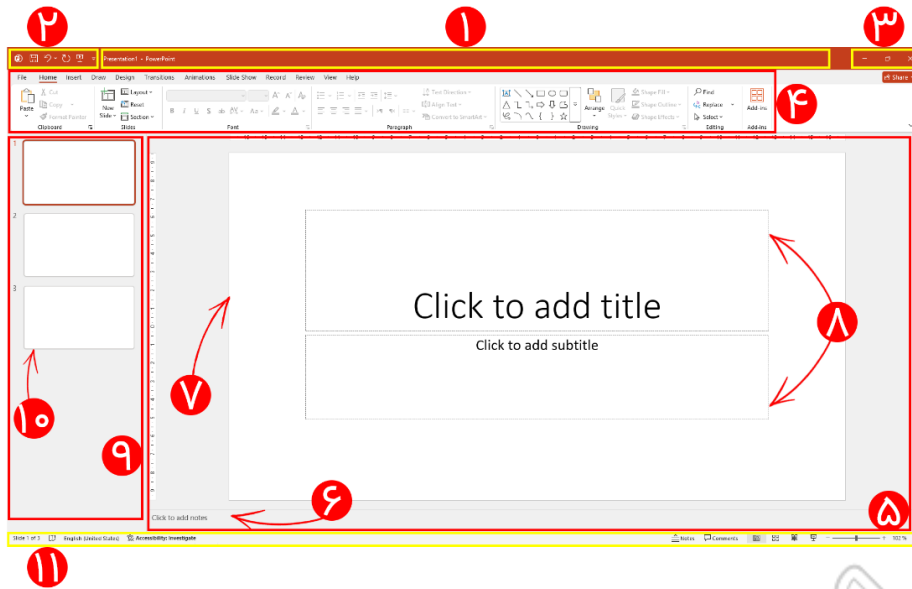 ۲ ۱ ۳
Presentation1 - PowerPoint
File Home Insert Draw Design Transitions Animations Slide Show Record Review View Help Share
Paste Cut Copy Format Painter Clipboard
New Slide Layout Reset Section Slides
Font
Text Direction Align Text Convert to SmartArt Paragraph
Arrange Quick Styles Shape Fill Shape Outline Shape Effects Drawing
Find Replace Select Editing
Add-ins Add-ins
۴
1
2
3
Click to add title
Click to add subtitle
۸
۷
۱۰
۹
۶
۵
Click to add notes
Slide 1 of 3 English (United States) Accessibility: Investigate Notes Comments 102%
۱۱